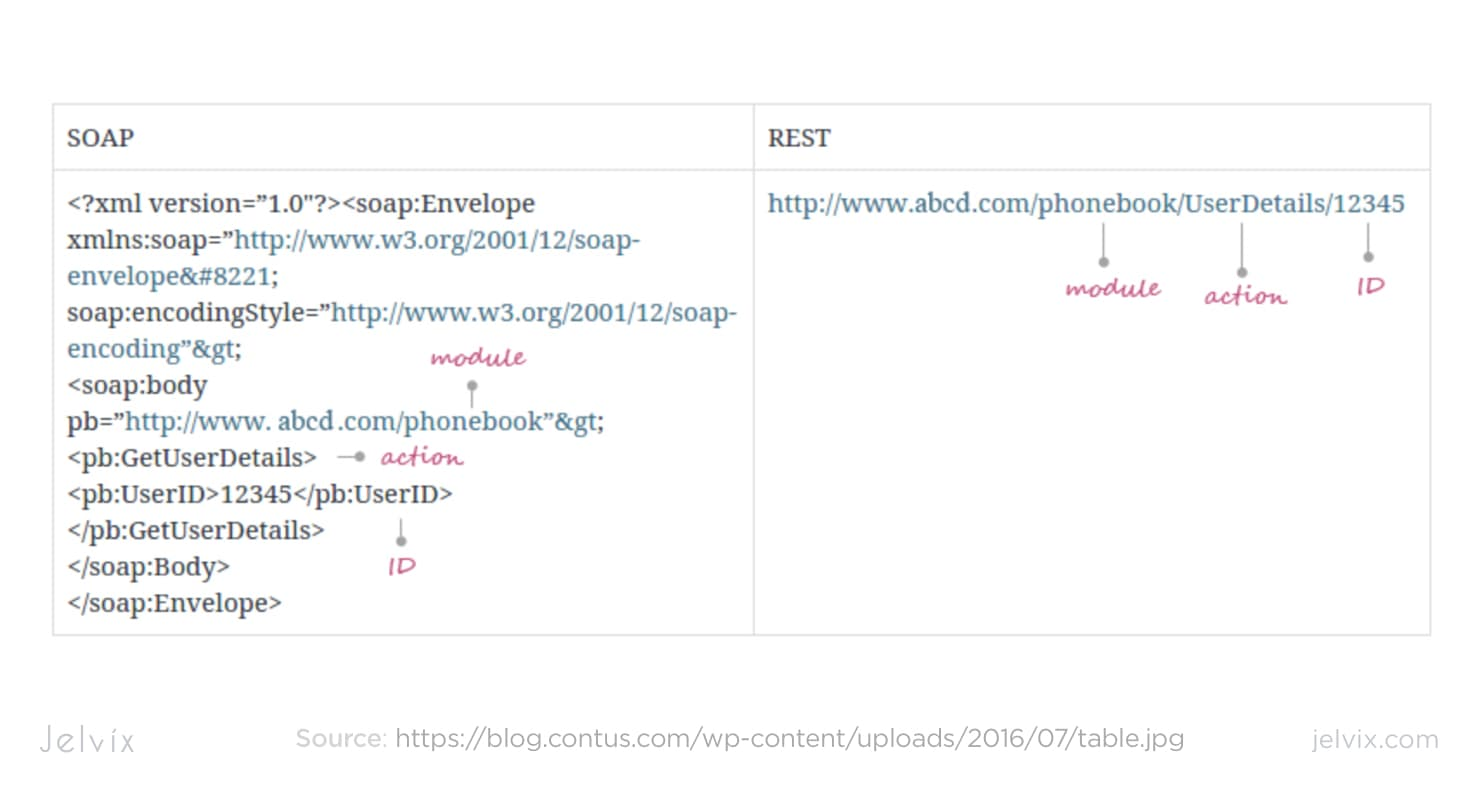 SOAP
REST
<?xml version=”1.0"?><soap:Envelope
xmlns:soap=”http://www.w3.org/2001/12/soap-
envelope&#8221;
soap:encodingStyle=”http://www.w3.org/2001/12/soap-
encoding”&gt;
module
<soap:body
pb=”http://www. abcd.com/phonebook”&gt;
<pb:GetUserDetails> action
<pb:UserID>12345</pb:UserID>
</pb:GetUserDetails>
</soap:Body> ID
</soap:Envelope>
http://www.abcd.com/phonebook/UserDetails/12345
module action ID
Jelvix Source: https://blog.contus.com/wp-content/uploads/2016/07/table.jpg jelvix.com